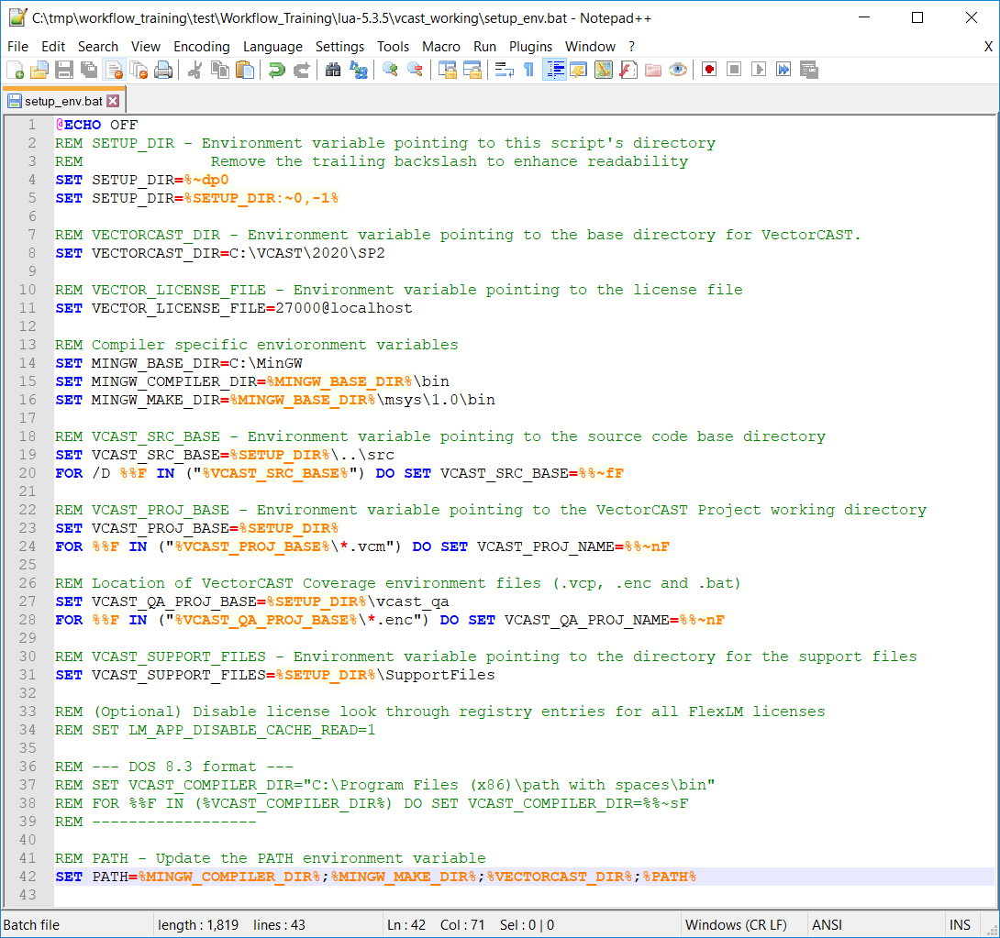 C:\tmp\workflow_training\test\Workflow_Training\lua-5.3.5\vcast_working\setup_env.bat - Notepad++
File Edit Search View Encoding Language Settings Tools Macro Run Plugins Window ? X
setup_env.bat
1 @ECHO OFF
2 REM SETUP_DIR - Environment variable pointing to this script's directory
3 REM              Remove the trailing backslash to enhance readability
4 SET SETUP_DIR=%~dp0
5 SET SETUP_DIR=%SETUP_DIR:~0,-1%
6
7 REM VECTORCAST_DIR - Environment variable pointing to the base directory for VectorCAST.
8 SET VECTORCAST_DIR=C:\VCAST\2020\SP2
9
10 REM VECTOR_LICENSE_FILE - Environment variable pointing to the license file
11 SET VECTOR_LICENSE_FILE=27000@localhost
12
13 REM Compiler specific envioronment variables
14 SET MINGW_BASE_DIR=C:\MinGW
15 SET MINGW_COMPILER_DIR=%MINGW_BASE_DIR%\bin
16 SET MINGW_MAKE_DIR=%MINGW_BASE_DIR%\msys\1.0\bin
17
18 REM VCAST_SRC_BASE - Environment variable pointing to the source code base directory
19 SET VCAST_SRC_BASE=%SETUP_DIR%\..\src
20 FOR /D %%F IN ("%VCAST_SRC_BASE%") DO SET VCAST_SRC_BASE=%%~fF
21
22 REM VCAST_PROJ_BASE - Environment variable pointing to the VectorCAST Project working directory
23 SET VCAST_PROJ_BASE=%SETUP_DIR%
24 FOR %%F IN ("%VCAST_PROJ_BASE%\*.vcm") DO SET VCAST_PROJ_NAME=%%~nF
25
26 REM Location of VectorCAST Coverage environment files (.vcp, .enc and .bat)
27 SET VCAST_QA_PROJ_BASE=%SETUP_DIR%\vcast_qa
28 FOR %%F IN ("%VCAST_QA_PROJ_BASE%\*.enc") DO SET VCAST_QA_PROJ_NAME=%%~nF
29
30 REM VCAST_SUPPORT_FILES - Environment variable pointing to the directory for the support files
31 SET VCAST_SUPPORT_FILES=%SETUP_DIR%\SupportFiles
32
33 REM (Optional) Disable license look through registry entries for all FlexLM licenses
34 REM SET LM_APP_DISABLE_CACHE_READ=1
35
36 REM --- DOS 8.3 format ---
37 REM SET VCAST_COMPILER_DIR="C:\Program Files (x86)\path with spaces\bin"
38 REM FOR %%F IN (%VCAST_COMPILER_DIR%) DO SET VCAST_COMPILER_DIR=%%~sF
39 REM ------------------
40
41 REM PATH - Update the PATH environment variable
42 SET PATH=%MINGW_COMPILER_DIR%;%MINGW_MAKE_DIR%;%VECTORCAST_DIR%;%PATH%
43
Batch file length : 1,819 lines : 43 Ln : 42 Col : 71 Sel : 0 | 0 Windows (CR LF) ANSI INS